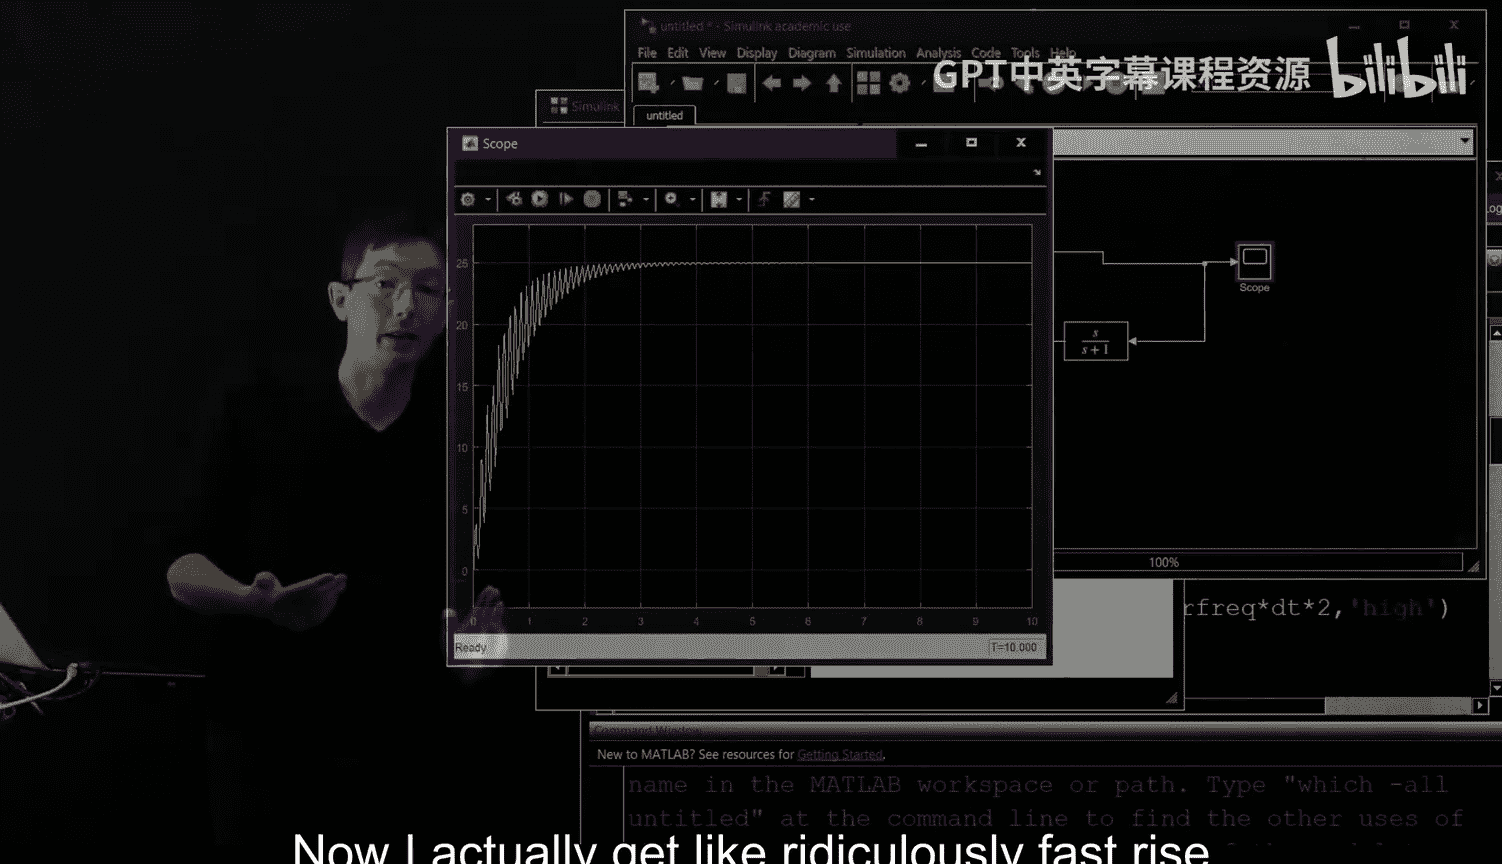 untitled * - Simulink academic use
File Edit View Display Diagram Simulation Analysis Code Tools Help
GPT中英字幕课程资源 bilibili
Simulink
untitled
Scope
25
20
15
10
5
0
0 1 2 3 4 5 6 7 8 9 10
Ready T=10.000
Scope
s
s + 1
100%
rfreq*dt*2,'high')
Command Window
New to MATLAB? See resources for Getting Started.
name in the MATLAB workspace or path. Type "which -all
untitled" at the command line to find the other uses of
Now I actually get like ridiculously fast rise